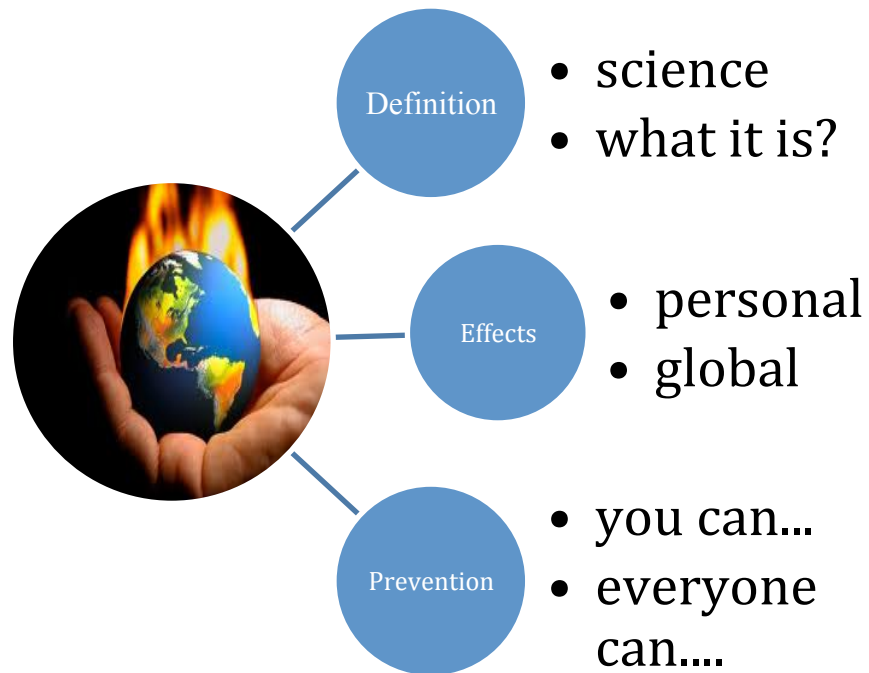 Definition
• science
• what it is?
Effects
• personal
• global
Prevention
• you can...
• everyone
can....